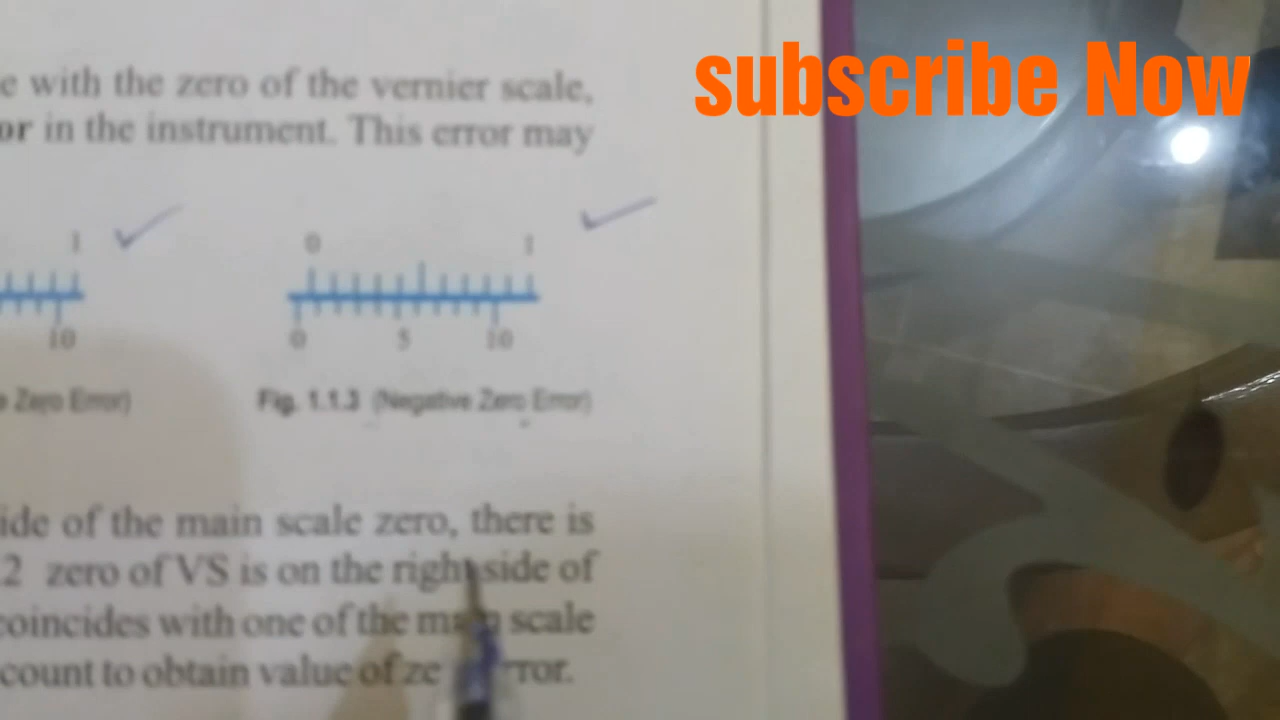 subscribe Now
e with the zero of the vernier scale,
or in the instrument. This error may
1
0 1
10
0 5 10
Zero Error)
Fig. 1.1.3 (Negative Zero Error)
ide of the main scale zero, there is
.2 zero of VS is on the right side of
coincides with one of the main scale
count to obtain value of